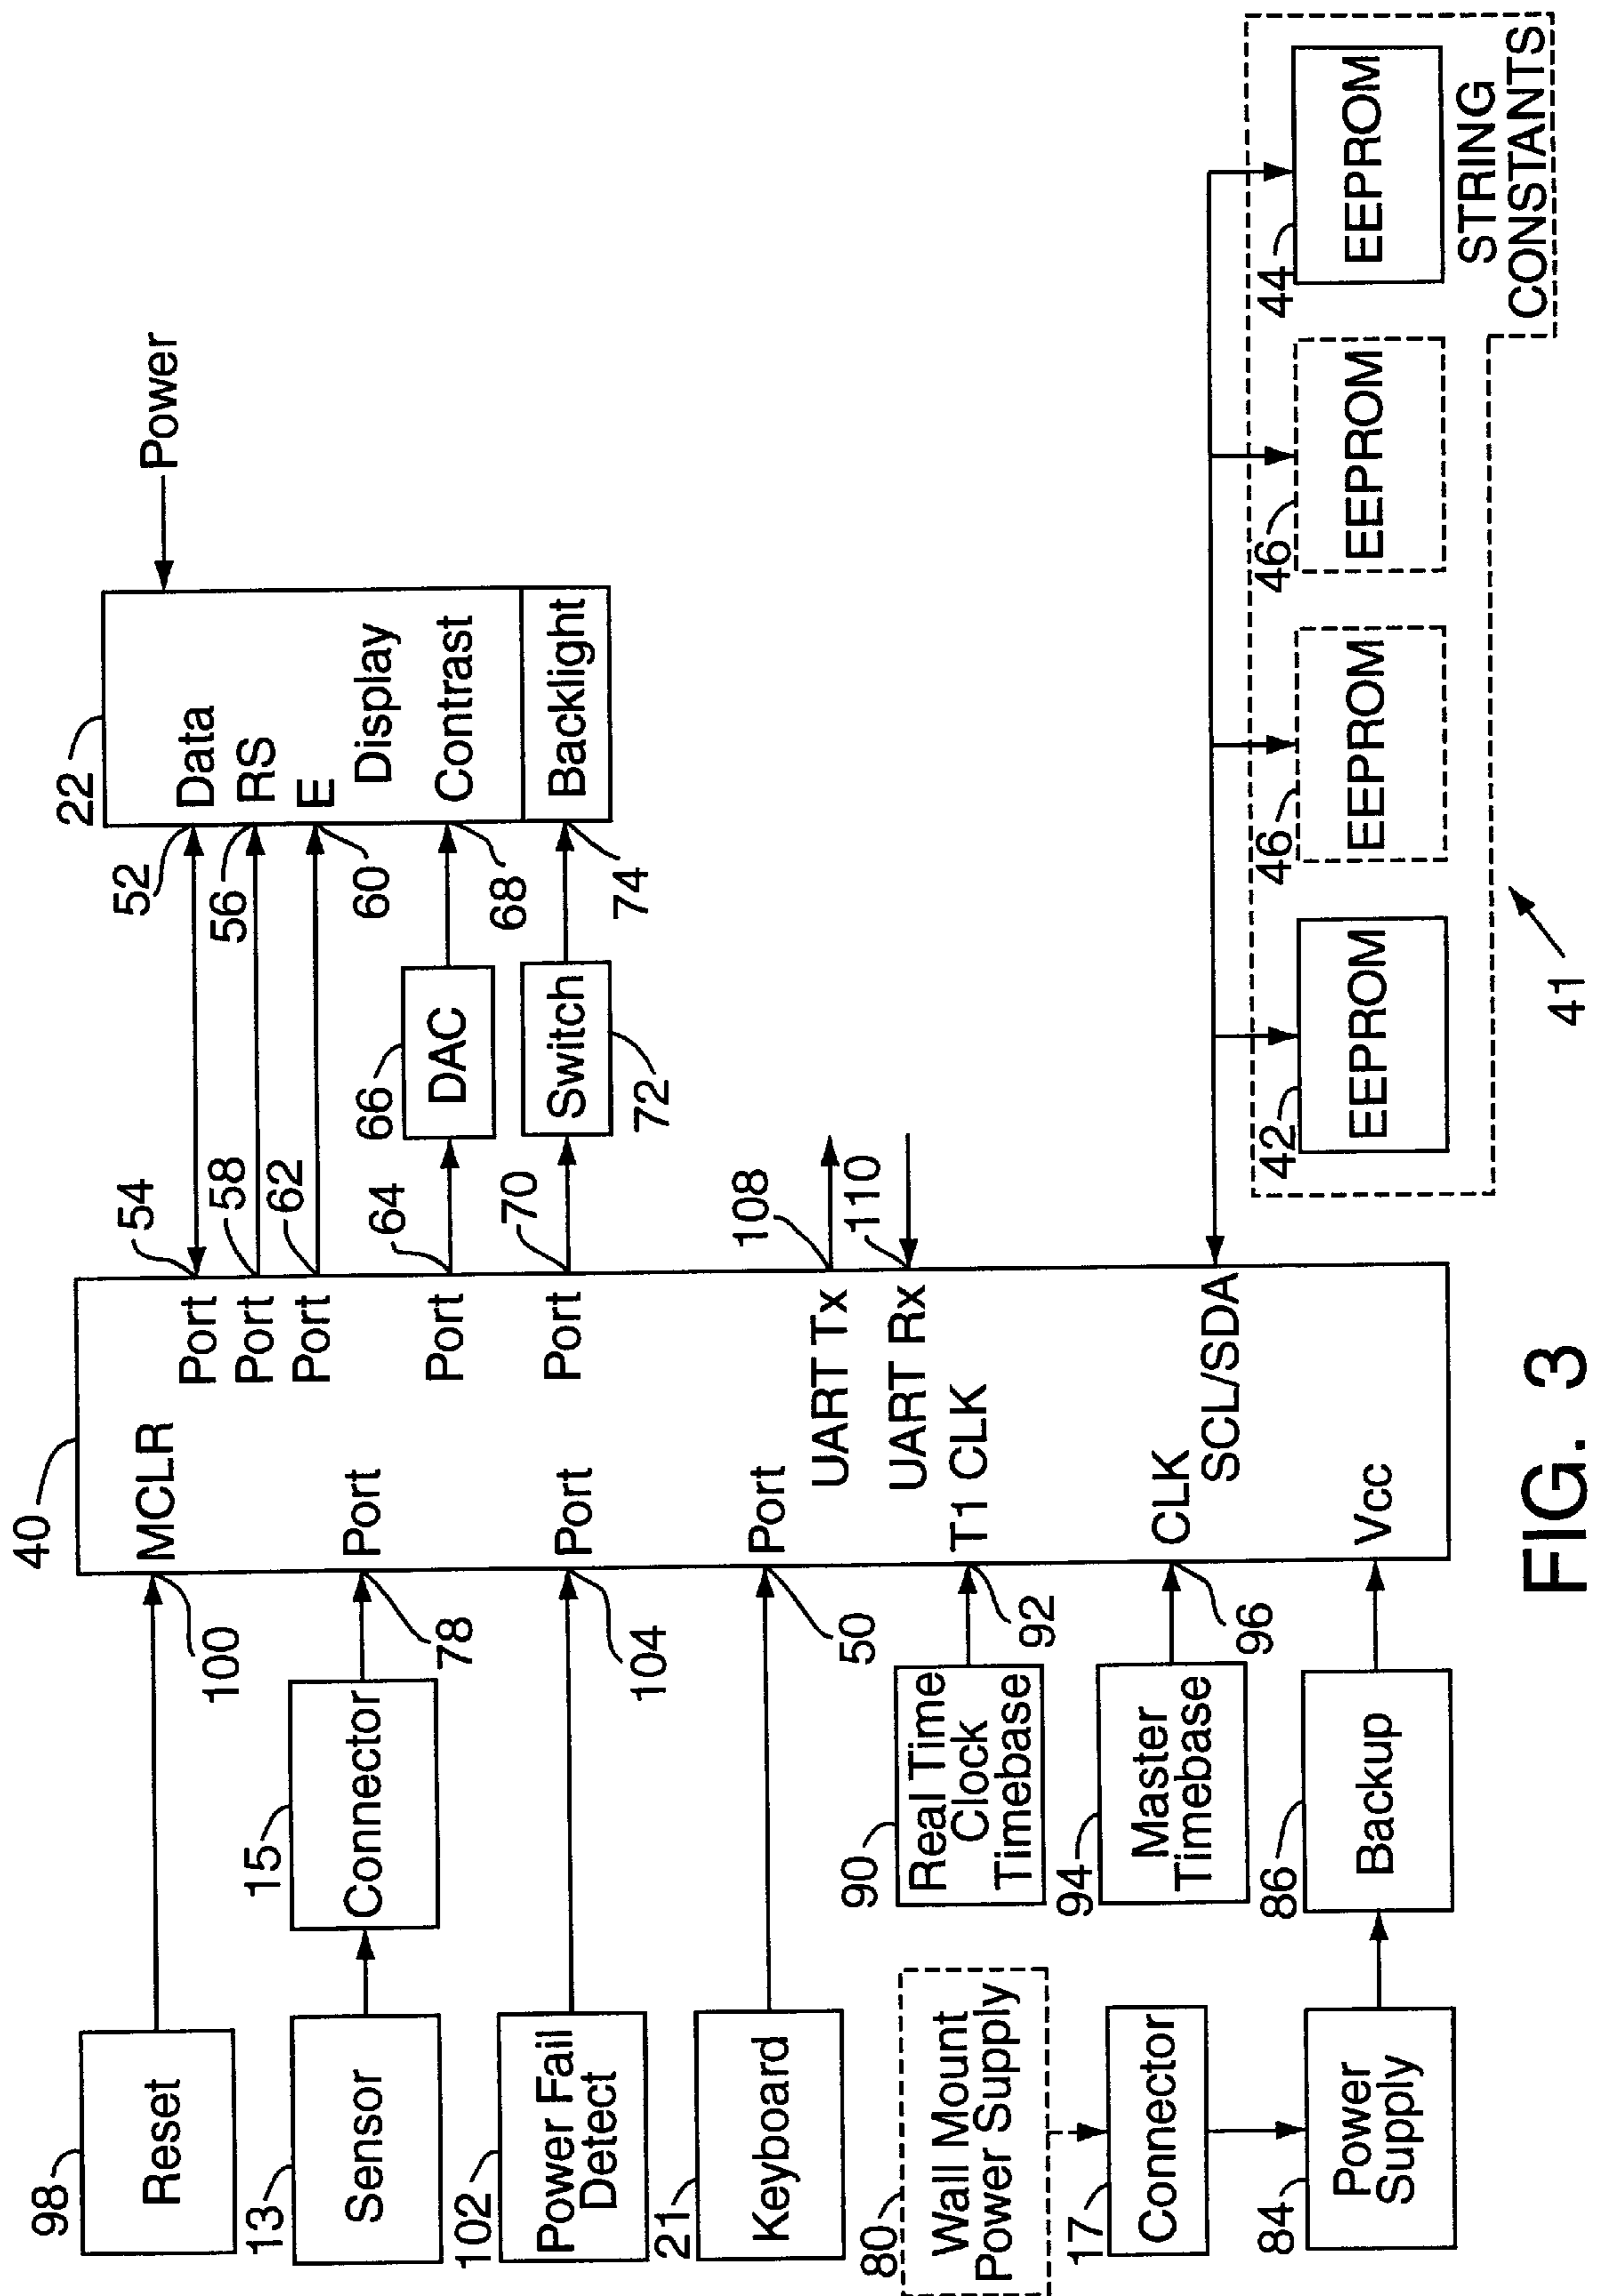 98
Reset
40
MCLR
100
22
Power
Data
RS
E
Display
Contrast
Backlight
52
56
60
68
74
54
58
62
64
70
66
DAC
Switch
72
Port
Port
Port
Port
Port
13
Sensor
15
Connector
78
Port
102
Power Fail
Detect
104
Port
21
Keyboard
50
Port
UART Tx
108
UART Rx
110
90
Real Time
Clock
Timebase
92
T1 CLK
94
Master
Timebase
96
CLK
SCL/SDA
80
Wall Mount
Power Supply
17
Connector
84
Power
Supply
86
Backup
Vcc
42
EEPROM
46
EEPROM
46
EEPROM
44
EEPROM
STRING
CONSTANTS
41
FIG. 3